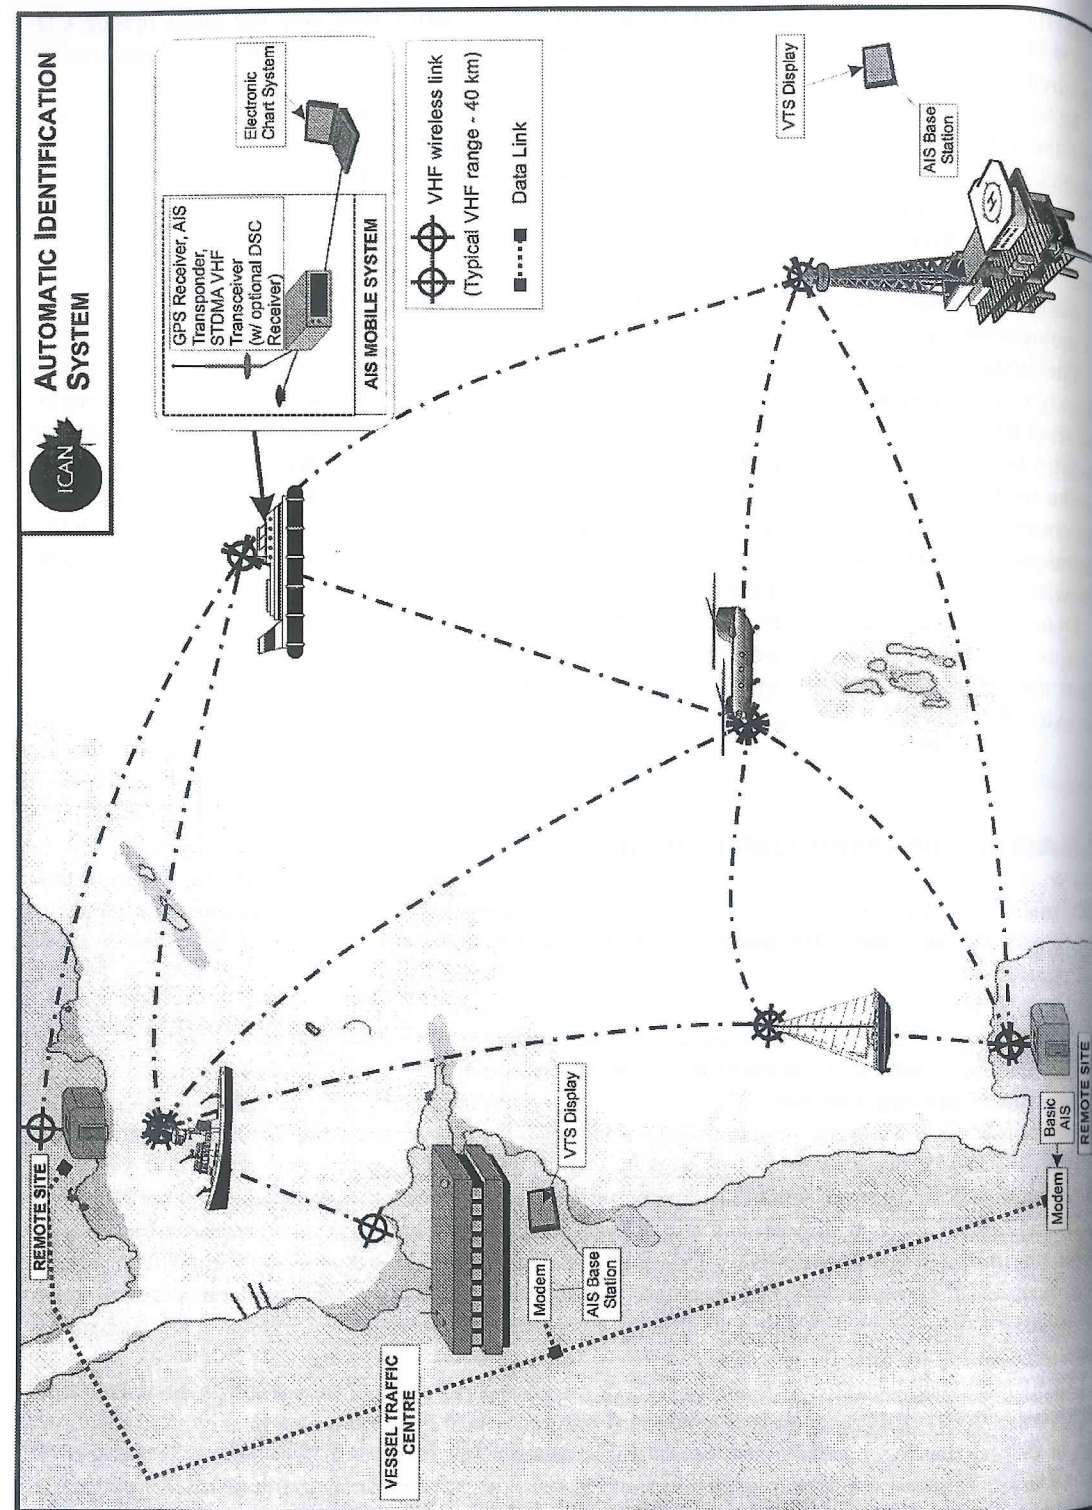 ICAN
AUTOMATIC IDENTIFICATION
SYSTEM
REMOTE SITE
GPS Receiver, AIS
Transponder,
STDMA VHF
Transceiver
(w/ optional DSC
Receiver)
AIS MOBILE SYSTEM
Electronic
Chart System
VHF wireless link
(Typical VHF range - 40 km)
Data Link
VESSEL TRAFFIC
CENTRE
Modem
AIS Base
Station
VTS Display
VTS Display
AIS Base
Station
H
Modem
Basic
AIS
REMOTE SITE